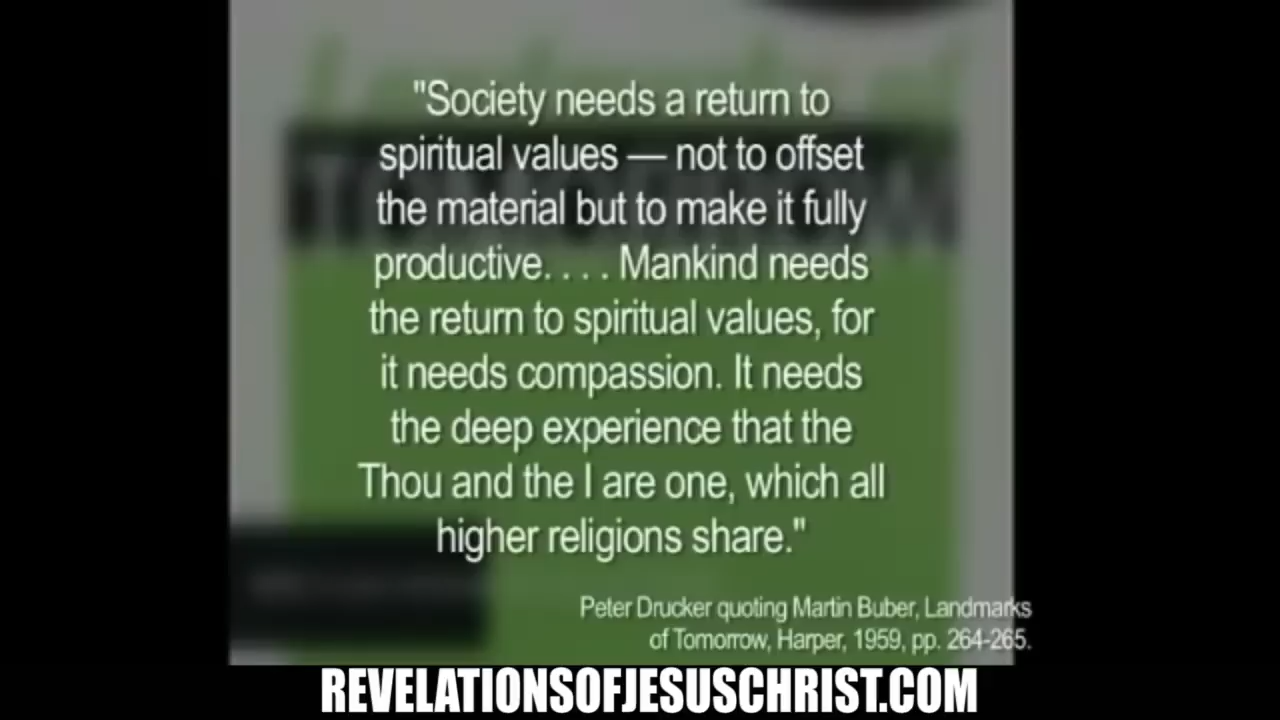 "Society needs a return to
spiritual values — not to offset
the material but to make it fully
productive. . . . Mankind needs
the return to spiritual values, for
it needs compassion. It needs
the deep experience that the
Thou and the I are one, which all
higher religions share."
Peter Drucker quoting Martin Buber, Landmarks
of Tomorrow, Harper, 1959, pp. 264-265.
REVELATIONSOFJESUSCHRIST.COM